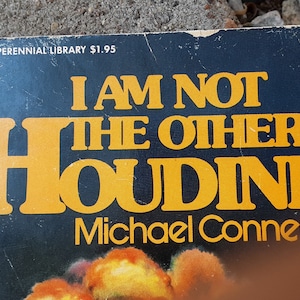 PERENNIAL LIBRARY $1.95
I AM NOT
THE OTHER
HOUDINI
Michael Conne